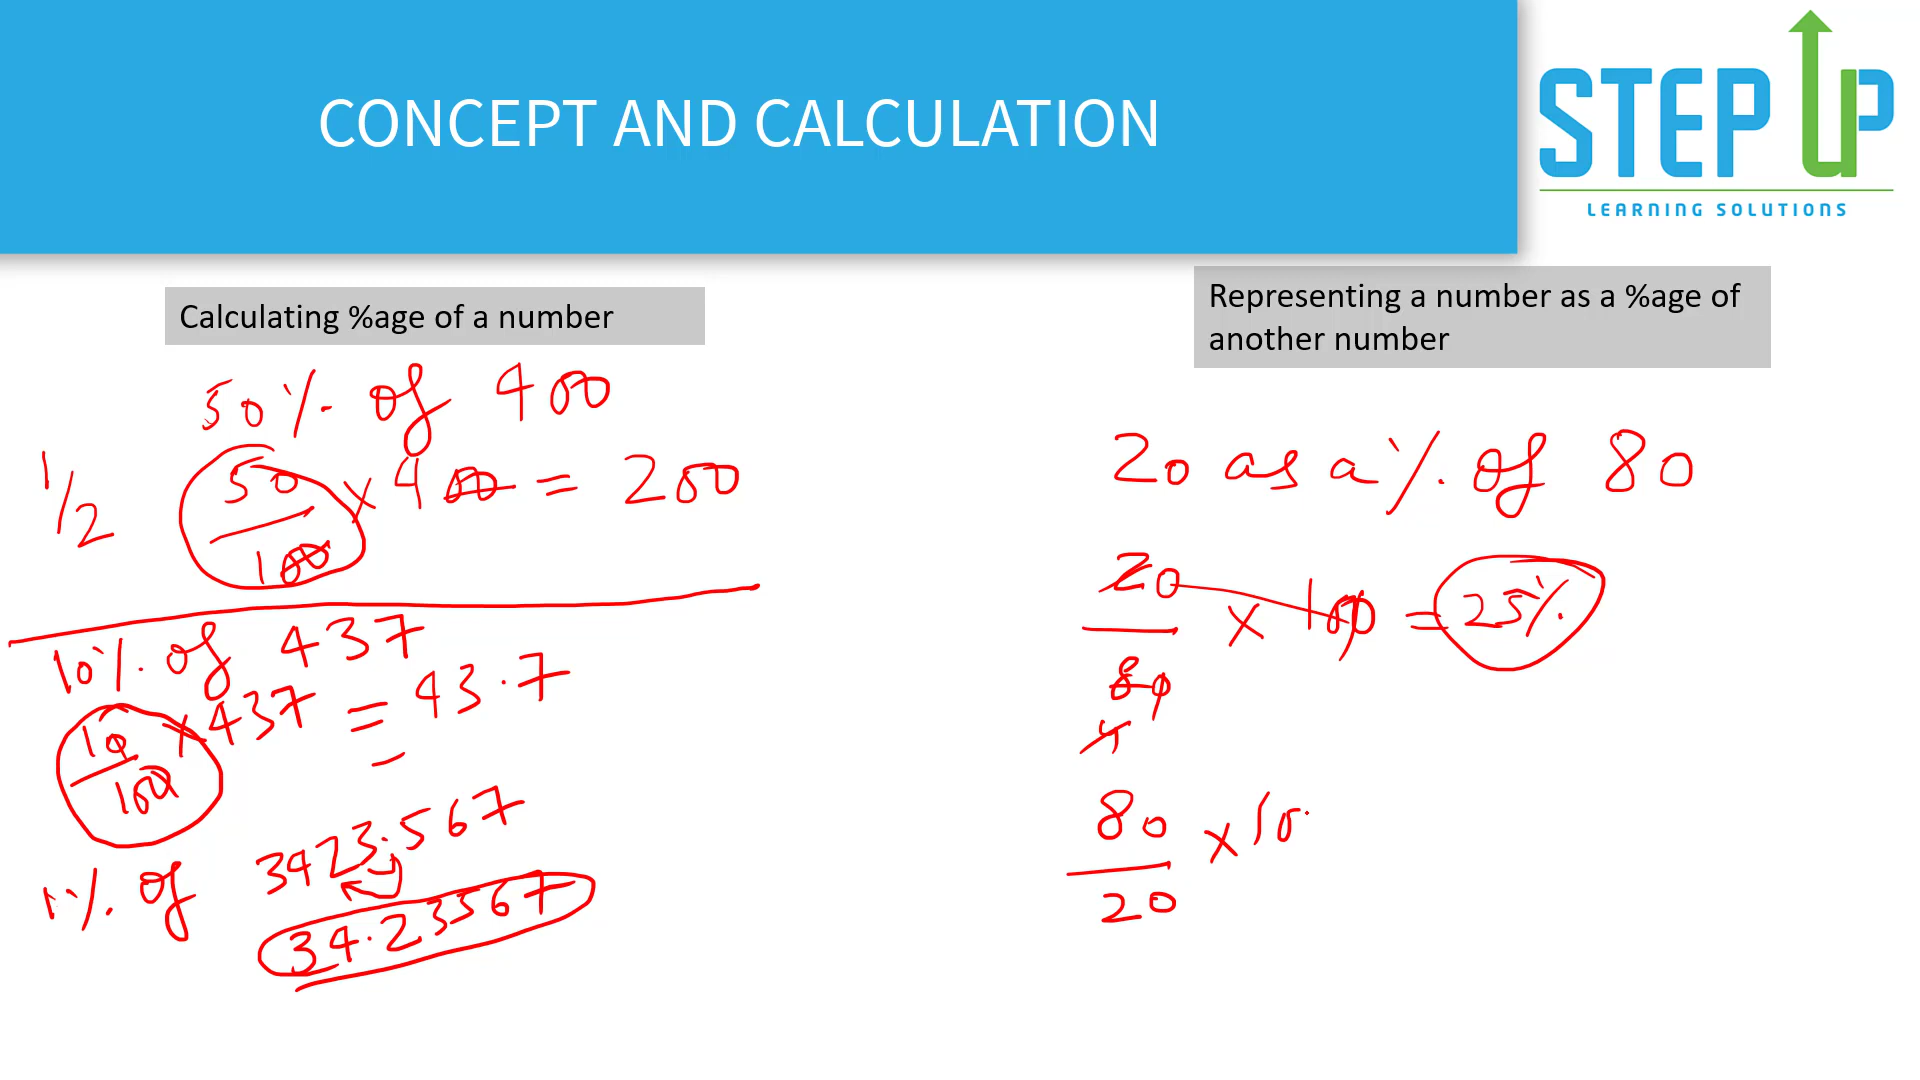 CONCEPT AND CALCULATION
STEP UP
LEARNING SOLUTIONS
Calculating %age of a number
50% of 400
1/2 50/100 x 400 = 200
10% of 437
10/100 x 437 = 43.7
1% of 3423.567
34.23567
Representing a number as a %age of
another number
20 as a % of 80
20/80 x 100 = 25%
4
80/20 x 10